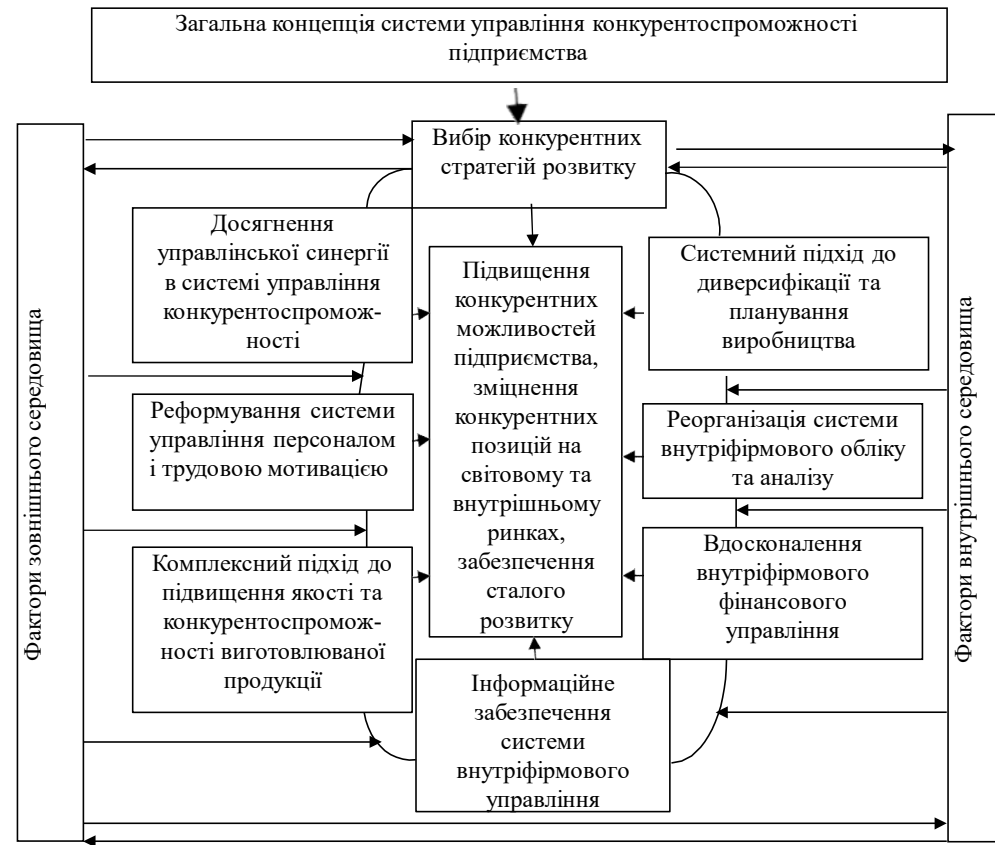 Загальна концепція системи управління конкурентоспроможності
підприємства
Фактори зовнішнього середовища
Вибір конкурентних
стратегій розвитку
Досягнення
управлінської синергії
в системі управління
конкурентоспромож-
ності
Реформування системи
управління персоналом
і трудовою мотивацією
Комплексний підхід до
підвищення якості та
конкурентоспромож-
ності виготовлюваної
продукції
Підвищення
конкурентних
можливостей
підприємства,
зміцнення
конкурентних
позицій на
світовому та
внутрішньому
ринках,
забезпечення
сталого
розвитку
Системний підхід до
диверсифікації та
планування
виробництва
Реорганізація системи
внутріфірмового обліку
та аналізу
Вдосконалення
внутріфірмового
фінансового
управління
Інформаційне
забезпечення
системи
внутріфірмового
управління
Фактори внутрішнього середовища